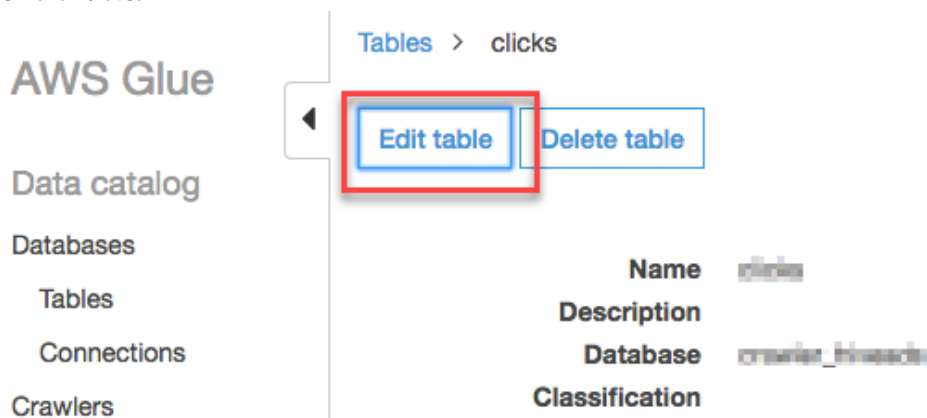 Tables > clicks
AWS Glue
Edit table
Delete table
Data catalog
Databases
Tables
Connections
Crawlers
Name
Description
Database
Classification